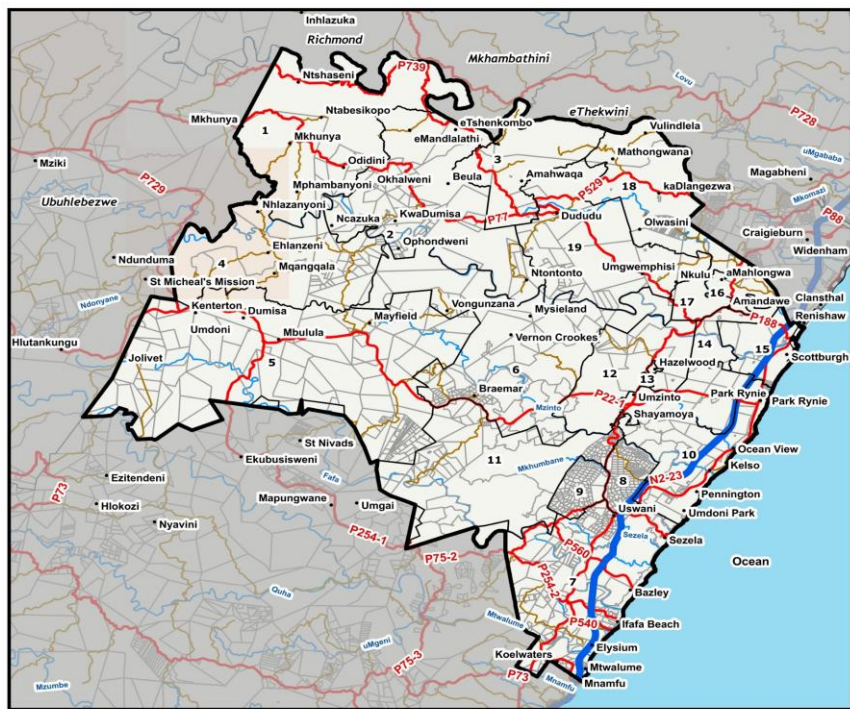 Inhlazuka
Richmond
Mkhambathini
P739
Ntshaseni
Lovu
eThekwini
P728
Mkhunya
Ntabesikopo
eTshenkombo
Vulindlela
1
Mkhunya
eMandlalathi
uMgababa
Mziki
Odidini
3
Mathongwana
Magabheni
P729
Okhalweni
Beula
Amahwaqa
18
Ubuhlebezwe
Mphambanyoni
P529
kaDlangezwa
Mkomazi
Nhlazanyoni
Ncazuka
KwaDumisa
P77
Dududu
P88
2
Olwasini
Craigieburn
Ehlanzeni
Ophondweni
19
Widenham
Ndunduma
4
Mqangqala
Umgwemphisi
Nkulu
aMahlongwa
St Micheal's Mission
Ntontonto
16
Clansthal
Ndonyane
Kenterton
Dumisa
Vongunzana
Mysieland
17
Amandawe
Renishaw
Umdoni
Mayfield
P188
Hlutankungu
Mbulula
Vernon Crookes
14
15
Scottburgh
Jolivet
5
6
12
Hazelwood
13
Braemar
P22-1
Umzinto
Park Rynie
Park Rynie
Mzinto
Shayamoya
St Nivads
Ocean View
Ekubusisweni
11
Mkhumbane
10
Kelso
Fafa
P73
Ezitendeni
9
8
N2-23
Mapungwane
Umgai
Pennington
Hlokozi
Uswani
Umdoni Park
Nyavini
P254-1
Sezela
Sezela
P75-2
P560
Ocean
P254-2
7
Bazley
Quha
Mtwalume
P540
Ifafa Beach
uMgeni
Elysium
P75-3
Koelwaters
Mtwalume
P73
Mzumbe
Mnamfu
Mnamfu